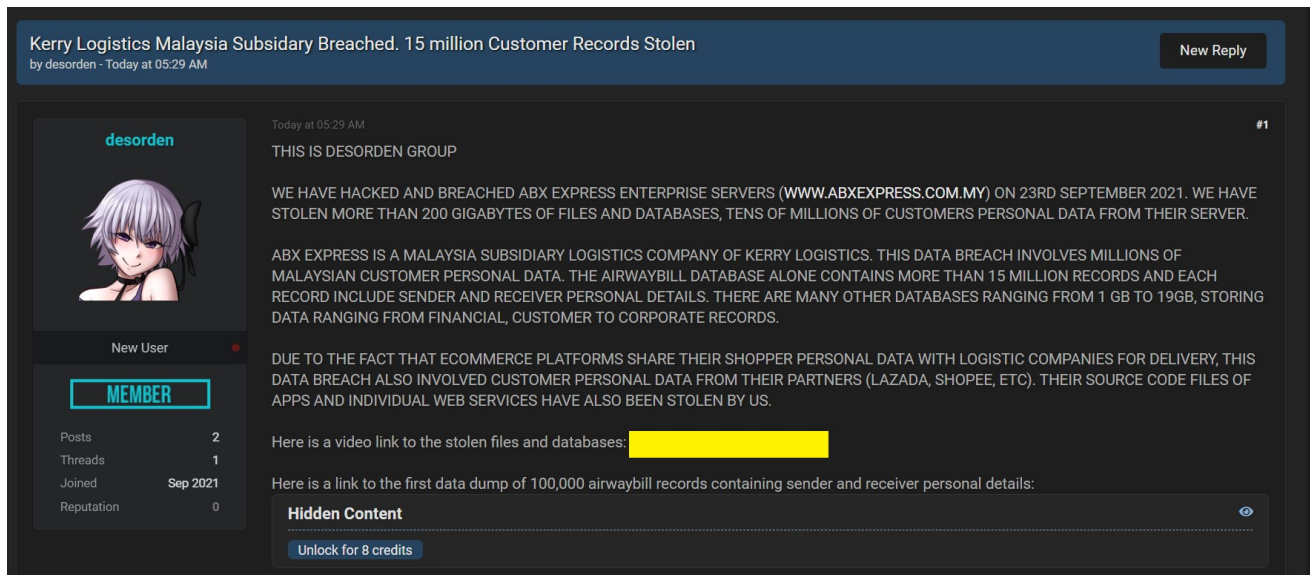 Kerry Logistics Malaysia Subsidary Breached. 15 million Customer Records Stolen
by desorden - Today at 05:29 AM
New Reply
desorden
New User
MEMBER
Posts 2
Threads 1
Joined Sep 2021
Reputation 0
Today at 05:29 AM
#1
THIS IS DESORDEN GROUP
WE HAVE HACKED AND BREACHED ABX EXPRESS ENTERPRISE SERVERS (WWW.ABXEXPRESS.COM.MY) ON 23RD SEPTEMBER 2021. WE HAVE
STOLEN MORE THAN 200 GIGABYTES OF FILES AND DATABASES, TENS OF MILLIONS OF CUSTOMERS PERSONAL DATA FROM THEIR SERVER.
ABX EXPRESS IS A MALAYSIA SUBSIDIARY LOGISTICS COMPANY OF KERRY LOGISTICS. THIS DATA BREACH INVOLVES MILLIONS OF
MALAYSIAN CUSTOMER PERSONAL DATA. THE AIRWAYBILL DATABASE ALONE CONTAINS MORE THAN 15 MILLION RECORDS AND EACH
RECORD INCLUDE SENDER AND RECEIVER PERSONAL DETAILS. THERE ARE MANY OTHER DATABASES RANGING FROM 1 GB TO 19GB, STORING
DATA RANGING FROM FINANCIAL, CUSTOMER TO CORPORATE RECORDS.
DUE TO THE FACT THAT ECOMMERCE PLATFORMS SHARE THEIR SHOPPER PERSONAL DATA WITH LOGISTIC COMPANIES FOR DELIVERY, THIS
DATA BREACH ALSO INVOLVED CUSTOMER PERSONAL DATA FROM THEIR PARTNERS (LAZADA, SHOPEE, ETC). THEIR SOURCE CODE FILES OF
APPS AND INDIVIDUAL WEB SERVICES HAVE ALSO BEEN STOLEN BY US.
Here is a video link to the stolen files and databases:
Here is a link to the first data dump of 100,000 airwaybill records containing sender and receiver personal details:
Hidden Content
Unlock for 8 credits